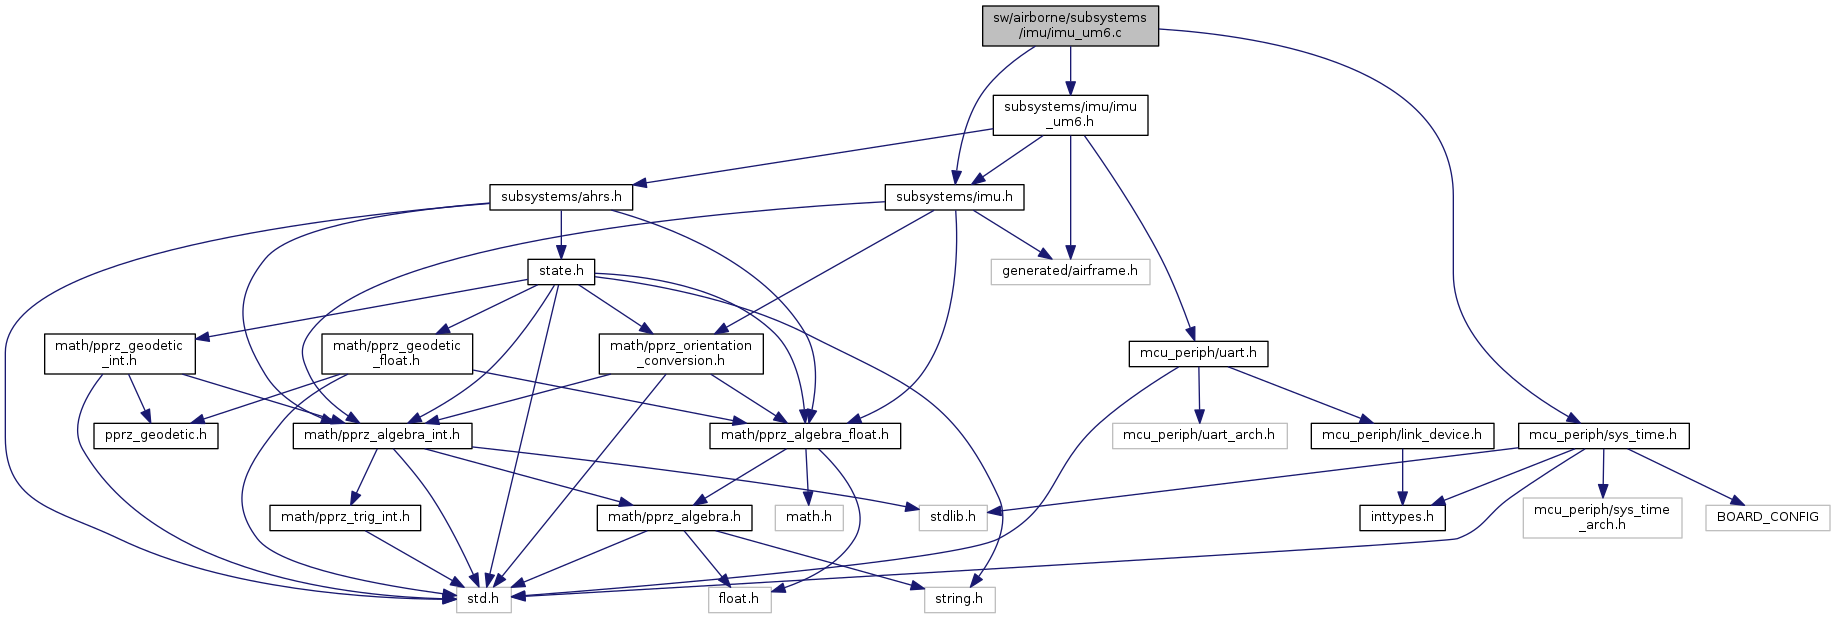 sw/airborne/subsystems
/imu/imu_um6.c
subsystems/imu/imu
_um6.h
subsystems/ahrs.h
subsystems/imu.h
state.h
generated/airframe.h
math/pprz_geodetic
_int.h
math/pprz_geodetic
_float.h
math/pprz_orientation
_conversion.h
mcu_periph/uart.h
pprz_geodetic.h
math/pprz_algebra_int.h
math/pprz_algebra_float.h
mcu_periph/uart_arch.h
mcu_periph/link_device.h
mcu_periph/sys_time.h
math/pprz_trig_int.h
math/pprz_algebra.h
math.h
stdlib.h
inttypes.h
mcu_periph/sys_time
_arch.h
BOARD_CONFIG
std.h
float.h
string.h